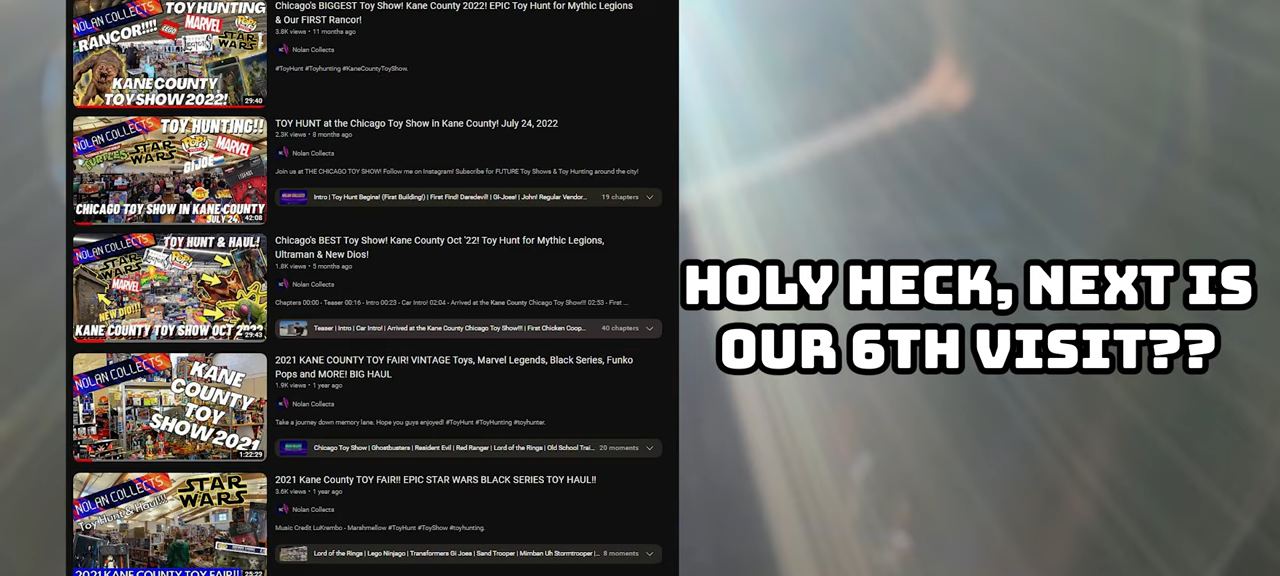 NOLAN COLLECTS
TOY HUNTING
RANCOR!!!!
LEGO
MARVEL
POP!
Legions
STAR WARS
KANE COUNTY
TOY SHOW 2022!
29:40
Chicago's BIGGEST Toy Show! Kane County 2022! EPIC Toy Hunt for Mythic Legions
& Our FIRST Rancor!
3.8K views • 11 months ago
Nolan Collects
#ToyHunt #Toyhunting #KaneCountyToyShow.
NOLAN COLLECTS
TOY HUNTING!!
TURTLES
STAR WARS
POP!
MARVEL
GI JOE
CHICAGO TOY SHOW IN KANE COUNTY
JULY 24,
42:08
TOY HUNT at the Chicago Toy Show in Kane County! July 24, 2022
2.3K views • 8 months ago
Nolan Collects
Join us at THE CHICAGO TOY SHOW! Follow me on Instagram! Subscribe for FUTURE Toy Shows & Toy Hunting around the city!
Intro | Toy Hunt Begins! (First Building!) | First Find! Daredevil! | GI-Joes! | John! Regular Vendor...
19 chapters
NOLAN COLLECTS
TOY HUNT & HAUL!
STAR WARS
MARVEL
NEW DIO!!!
KANE COUNTY TOY SHOW OCT 2022
29:43
Chicago's BEST Toy Show! Kane County Oct '22! Toy Hunt for Mythic Legions,
Ultraman & New Dios!
1.8K views • 5 months ago
Nolan Collects
Chapters 00:00 - Teaser 00:16 - Intro 00:23 - Car Intro! 02:04 - Arrived at the Kane County Chicago Toy Show!!! 02:53 - First ...
Teaser | Intro | Car Intro! | Arrived at the Kane County Chicago Toy Show!!! | First Chicken Coop...
40 chapters
NOLAN COLLECTS
KANE
COUNTY
TOY
SHOW 2021
1:22:29
2021 KANE COUNTY TOY FAIR! VINTAGE Toys, Marvel Legends, Black Series, Funko
Pops and MORE! BIG HAUL
1.9K views • 1 year ago
Nolan Collects
Take a journey down memory lane. Hope you guys enjoyed! #ToyHunt #ToyHunting #toyhunter.
Chicago Toy Show | Ghostbusters | Resident Evil | Red Ranger | Lord of the Rings | Old School Trai...
20 moments
NOLAN COLLECTS
STAR WARS
Toy Hunt & Haul!!
2021 KANE COUNTY TOY FAIR!!
25:22
2021 Kane County TOY FAIR!! EPIC STAR WARS BLACK SERIES TOY HAUL!!
3.6K views • 1 year ago
Nolan Collects
Music Credit LuKrembo - Marshmellow #ToyHunt #ToyShow #toyhunting.
Lord of the Rings | Lego Ninjago | Transformers Gi Joes | Sand Trooper | Mimban Uh Stormtrooper |...
8 moments
HOLY HECK, NEXT IS
OUR 6TH VISIT??